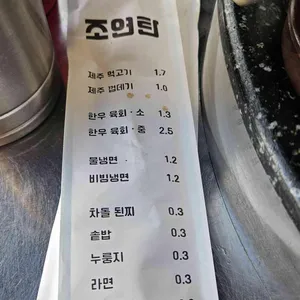 조연탄
제주 먹고기 1.7
제주 껍데기 1.0
한우 육회·소 1.3
한우 육회·중 2.5
물냉면 1.2
비빔냉면 1.2
차돌 된찌 0.3
솥밥 0.3
누룽지 0.3
라면 0.3